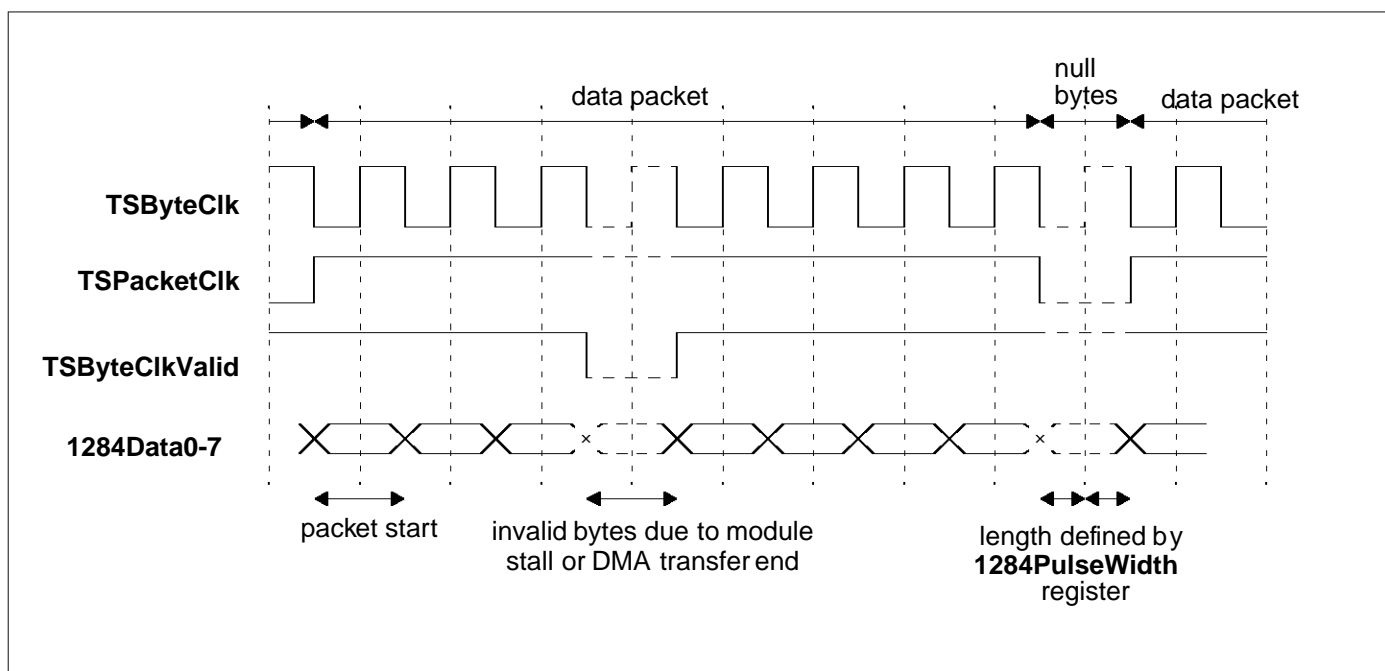 null
bytes
data packet
data packet
TSByteClk
TSPacketClk
TSByteClkValid
1284Data0-7
packet start
invalid bytes due to module
stall or DMA transfer end
length defined by
1284PulseWidth
register